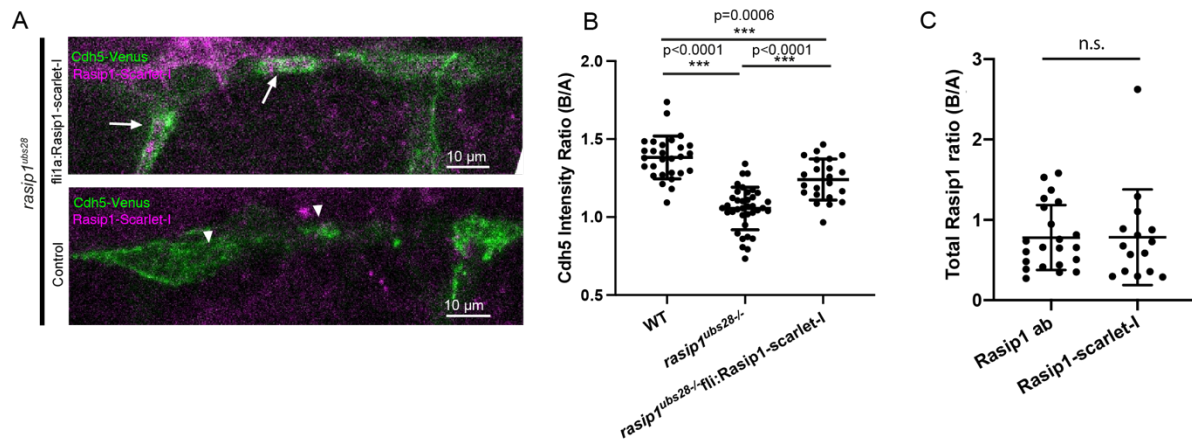 A
rasip1ubs28
fli1a:Rasip1-scarlet-I
Cdh5-Venus
Rasip1-scarlet-I
10 µm
Control
Cdh5-Venus
Rasip1-Scarlet-I
10 µm
B
p=0.0006
***
p<0.0001
***
p<0.0001
***
Cdh5 Intensity Ratio (B/A)
2.0
1.5
1.0
0.5
WT
rasip1ubs28-/-
rasip1ubs28-/-fli:Rasip1-scarlet-I
C
n.s.
Total Rasip1 ratio (B/A)
4
3
2
1
0
Rasip1 ab
Rasip1-scarlet-I